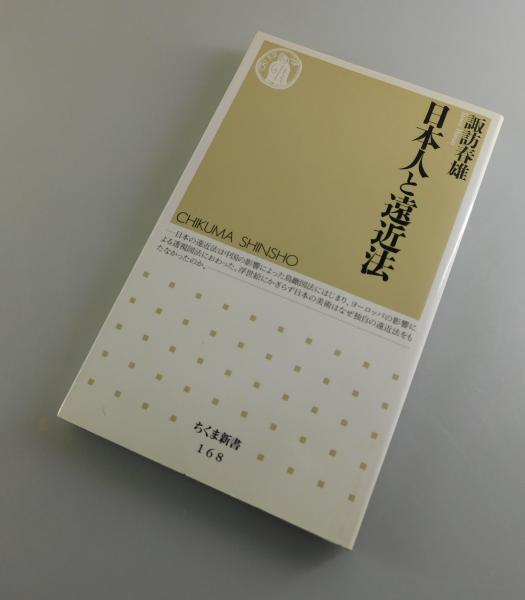 諏訪春雄
日本人と遠近法
CHIKUMA SHINSHO
―日本の遠近法は中国の影響によった鳥瞰図法にはじまり、ヨーロッパの影響に
よる透視図法におわった。浮世絵にかぎらず日本の美術はなぜ独自の遠近法をも
たなかったのか。
ちくま新書
168